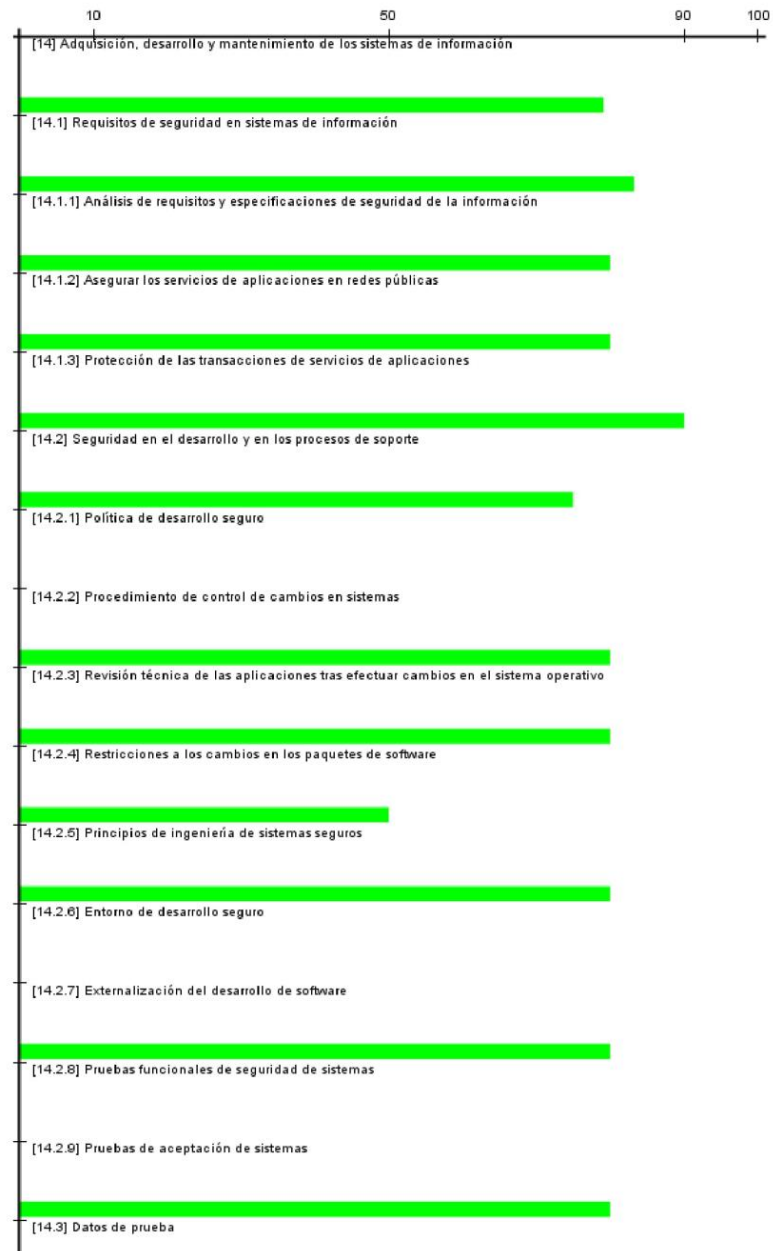 10 50 90 100
[14] Adquisición, desarrollo y mantenimiento de los sistemas de información
[14.1] Requisitos de seguridad en sistemas de información
[14.1.1] Análisis de requisitos y especificaciones de seguridad de la información
[14.1.2] Asegurar los servicios de aplicaciones en redes públicas
[14.1.3] Protección de las transacciones de servicios de aplicaciones
[14.2] Seguridad en el desarrollo y en los procesos de soporte
[14.2.1] Política de desarrollo seguro
[14.2.2] Procedimiento de control de cambios en sistemas
[14.2.3] Revisión técnica de las aplicaciones tras efectuar cambios en el sistema operativo
[14.2.4] Restricciones a los cambios en los paquetes de software
[14.2.5] Principios de ingeniería de sistemas seguros
[14.2.6] Entorno de desarrollo seguro
[14.2.7] Externalización del desarrollo de software
[14.2.8] Pruebas funcionales de seguridad de sistemas
[14.2.9] Pruebas de aceptación de sistemas
[14.3] Datos de prueba